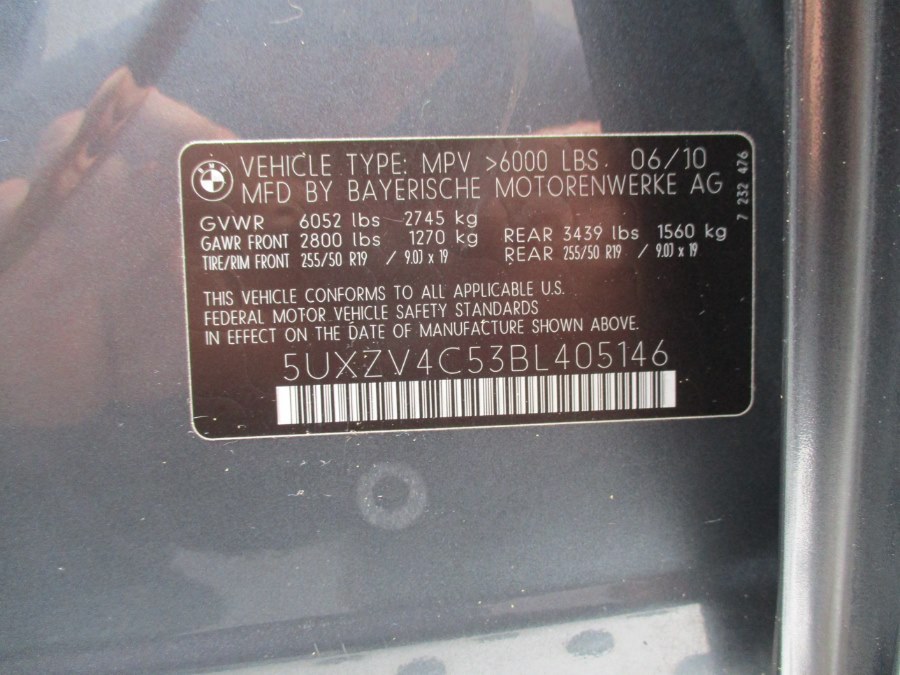 BMW
VEHICLE TYPE: MPV >6000 LBS. 06/10
MFD BY BAYERISCHE MOTORENWERKE AG
GVWR 6052 lbs 2745 kg
GAWR FRONT 2800 lbs 1270 kg REAR 3439 lbs 1560 kg
TIRE/RIM FRONT 255/50 R19 / 9.0J x 19 REAR 255/50 R19 / 9.0J x 19
THIS VEHICLE CONFORMS TO ALL APPLICABLE U.S.
FEDERAL MOTOR VEHICLE SAFETY STANDARDS
IN EFFECT ON THE DATE OF MANUFACTURE SHOWN ABOVE.
5UXZV4C53BL405146
7 232 476